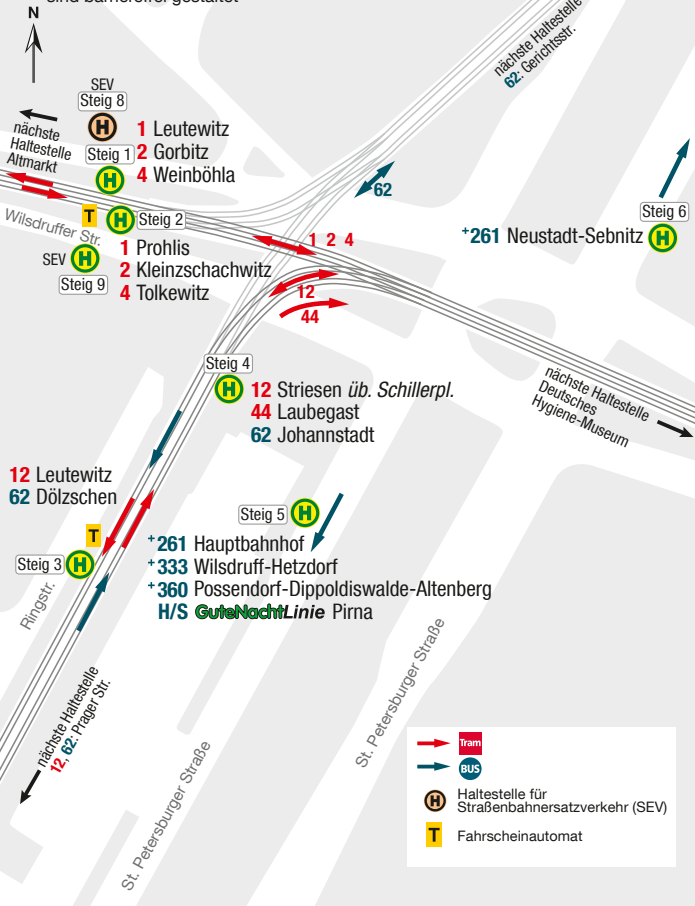 sind barrierefrei gestaltet
N
nächste Haltestelle
62: Gerichtsstr.
SEV
Steig 8
H
nächste
Haltestelle
Altmarkt
1 Leutewitz
Steig 1
2 Gorbitz
H
4 Weinböhla
62
T
H
Steig 2
Wilsdruffer Str.
Steig 6
+261 Neustadt-Sebnitz
H
1 2 4
1 Prohlis
SEV
H
2 Kleinzschachwitz
Steig 9
4 Tolkewitz
12
44
Steig 4
H
12 Striesen üb. Schillerpl.
44 Laubegast
62 Johannstadt
nächste Haltestelle
Deutsches
Hygiene-Museum
12 Leutewitz
62 Dölzschen
Steig 5
H
T
+261 Hauptbahnhof
Steig 3
H
+333 Wilsdruff-Hetzdorf
+360 Possendorf-Dippoldiswalde-Altenberg
H/S GuteNachtLinie Pirna
Ringstr.
St. Petersburger Straße
nächste Haltestelle
12, 62: Prager Str.
St. Petersburger Straße
Tram
BUS
H
Haltestelle für
Straßenbahnersatzverkehr (SEV)
T
Fahrscheinautomat